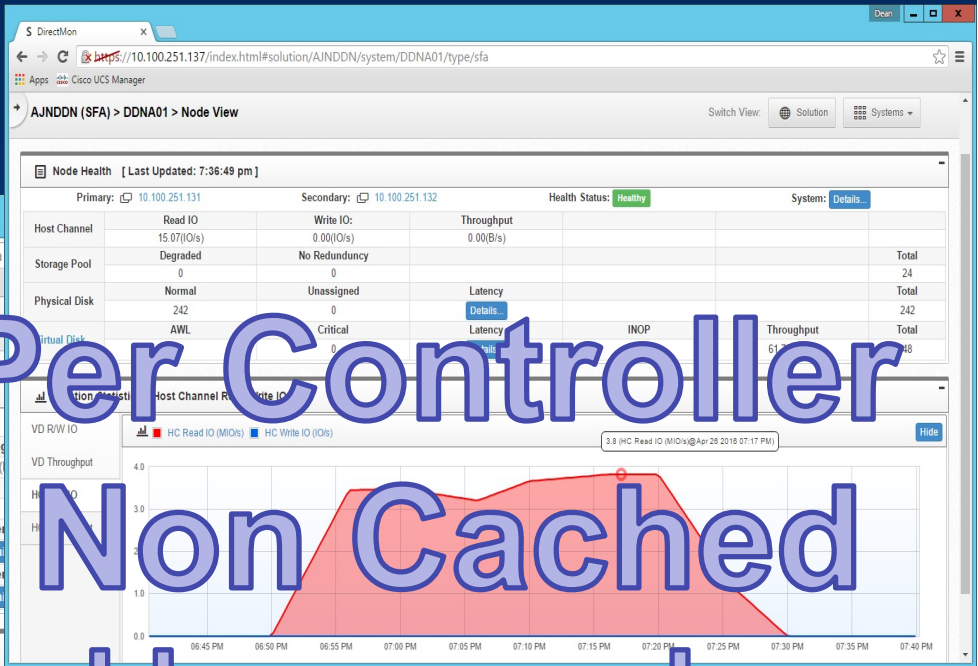 Dean
DirectMon
https://10.100.251.137/index.html#solution/AJNDDN/system/DDNA01/type/sfa
Apps Cisco UCS Manager
AJNDDN (SFA) > DDNA01 > Node View
Switch View: Solution Systems
Node Health [ Last Updated: 7:36:49 pm ]
Primary: 10.100.251.131 Secondary: 10.100.251.132 Health Status: Healthy System: Details...
Host Channel Read IO Write IO: Throughput
15.07(IO/s) 0.00(IO/s) 0.00(B/s)
Storage Pool Degraded No Redunduncy Total
0 0 24
Physical Disk Normal Unassigned Latency Total
242 0 Details... 242
Virtual Disk AWL Critical Latency INOP Throughput Total
Per Controller
VD R/W IO
HC Read IO (MIO/s) HC Write IO (IO/s)
Hide
3.8 (HC Read IO (MIO/s)@Apr 26 2016 07:17 PM)
VD Throughput
4.0
3.0
Non Cached
1.0
0.0
06:45 PM 06:50 PM 06:55 PM 07:00 PM 07:05 PM 07:10 PM 07:15 PM 07:20 PM 07:25 PM 07:30 PM 07:35 PM 07:40 PM